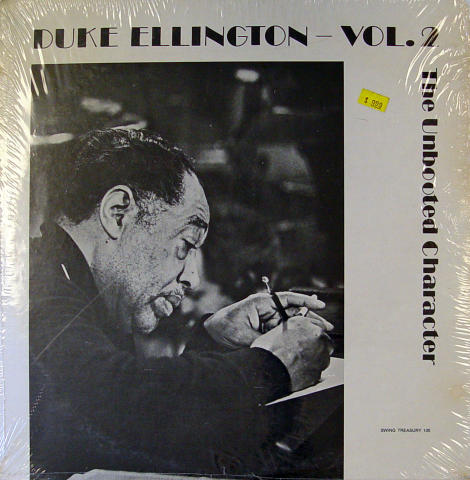 DUKE ELLINGTON – VOL. 2
The Unbooted Character
SWING TREASURY 105